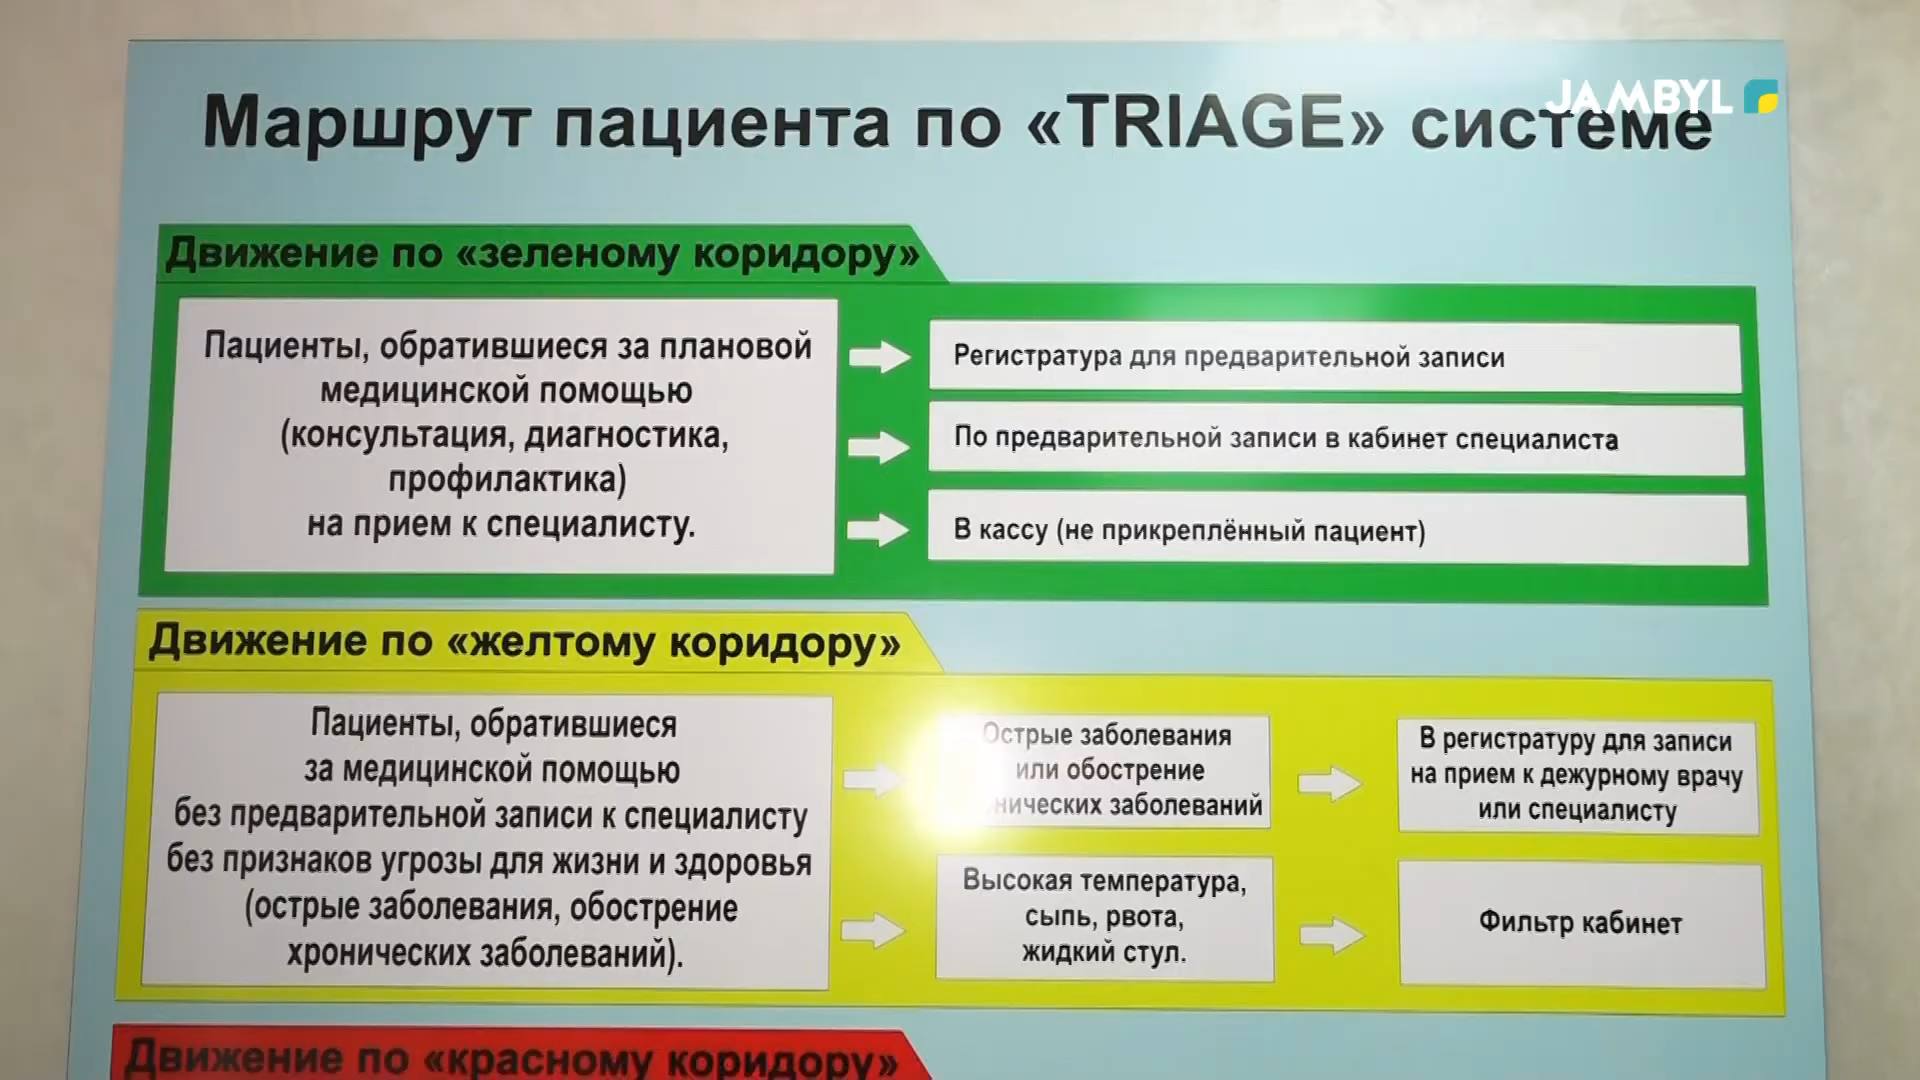 JAMBYL
Маршрут пациента по «TRIAGE» системе
Движение по «зеленому коридору»
Пациенты, обратившиеся за плановой
медицинской помощью
(консультация, диагностика,
профилактика)
на прием к специалисту.
Регистратура для предварительной записи
По предварительной записи в кабинет специалиста
В кассу (не прикреплённый пациент)
Движение по «желтому коридору»
Пациенты, обратившиеся
за медицинской помощью
без предварительной записи к специалисту
без признаков угрозы для жизни и здоровья
(острые заболевания, обострение
хронических заболеваний).
Острые заболевания
или обострение
заболеваний
В регистратуру для записи
на прием к дежурному врачу
или специалисту
Высокая температура,
сыпь, рвота,
жидкий стул.
Фильтр кабинет
Движение по «красному коридору»